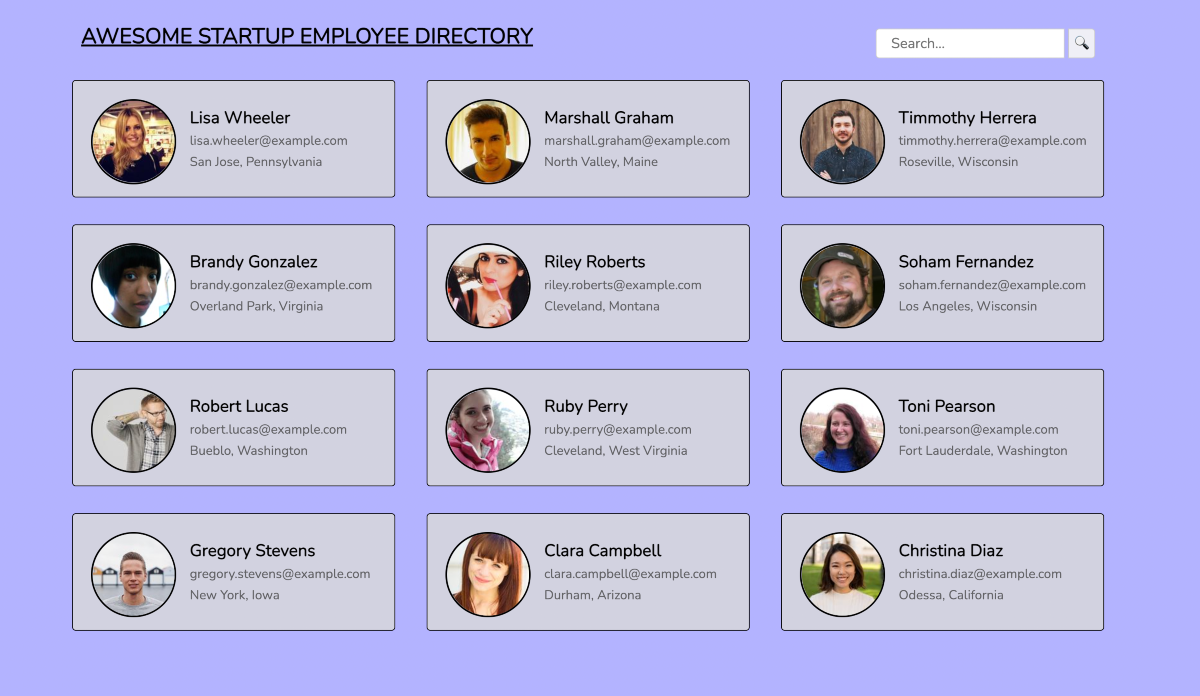 AWESOME STARTUP EMPLOYEE DIRECTORY
Search...
Lisa Wheeler
lisa.wheeler@example.com
San Jose, Pennsylvania
Marshall Graham
marshall.graham@example.com
North Valley, Maine
Timmothy Herrera
timmothy.herrera@example.com
Roseville, Wisconsin
Brandy Gonzalez
brandy.gonzalez@example.com
Overland Park, Virginia
Riley Roberts
riley.roberts@example.com
Cleveland, Montana
Soham Fernandez
soham.fernandez@example.com
Los Angeles, Wisconsin
Robert Lucas
robert.lucas@example.com
Bueblo, Washington
Ruby Perry
ruby.perry@example.com
Cleveland, West Virginia
Toni Pearson
toni.pearson@example.com
Fort Lauderdale, Washington
Gregory Stevens
gregory.stevens@example.com
New York, Iowa
Clara Campbell
clara.campbell@example.com
Durham, Arizona
Christina Diaz
christina.diaz@example.com
Odessa, California